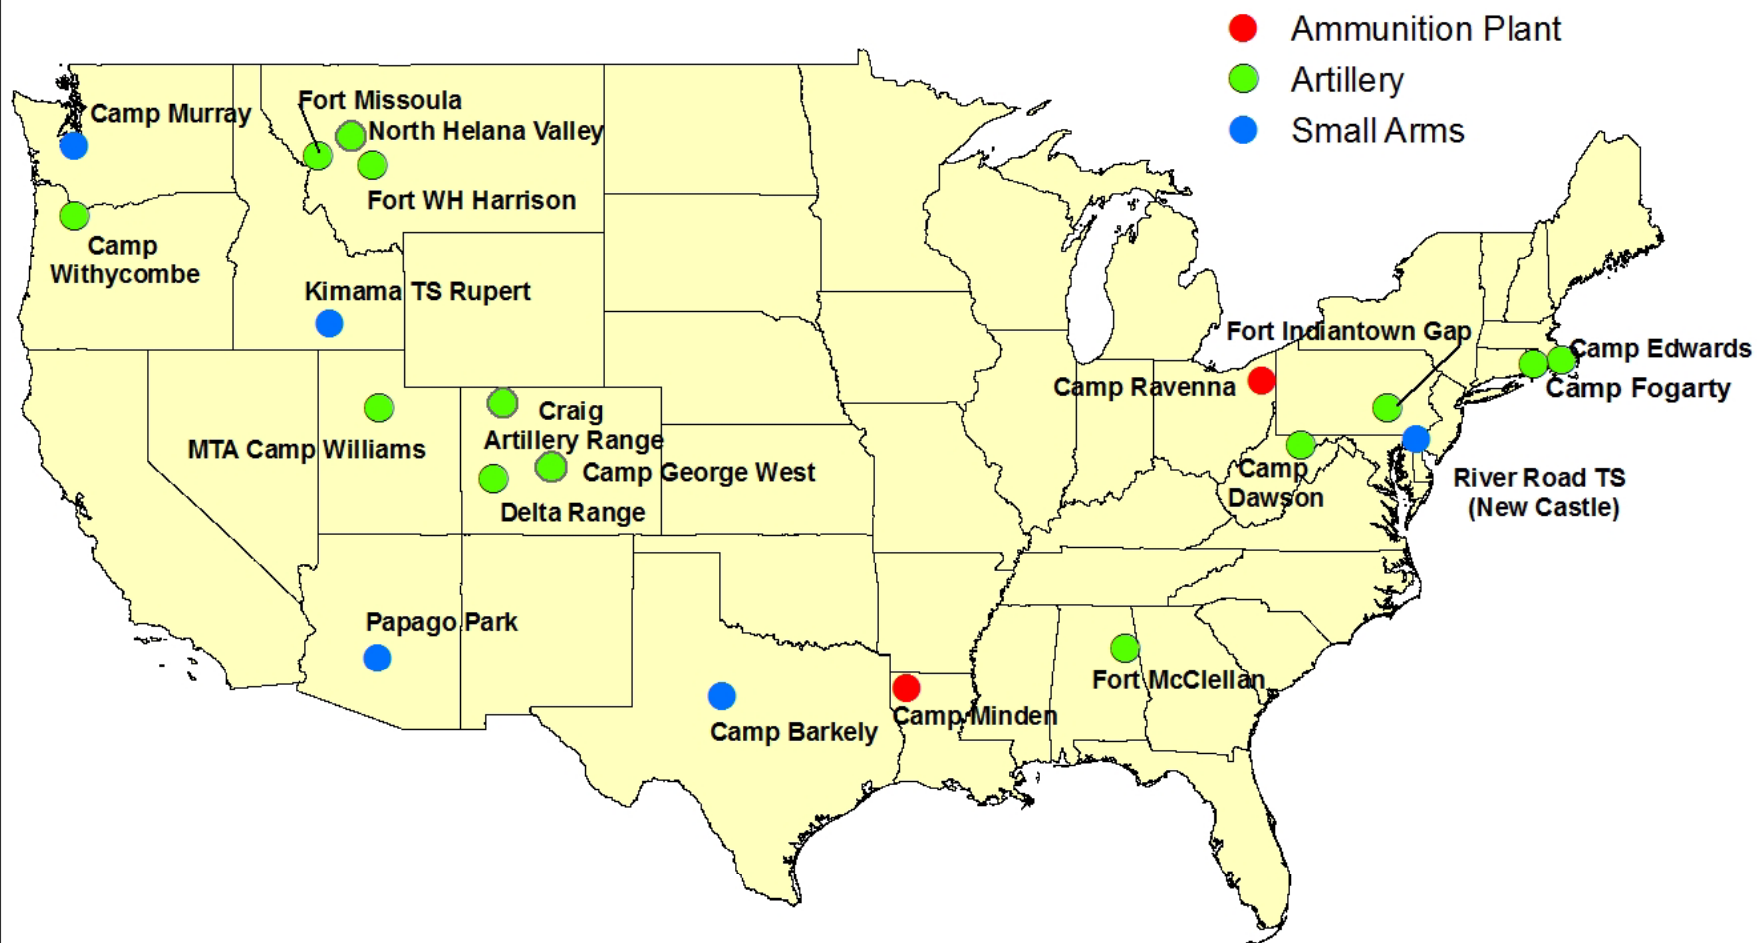 Ammunition Plant
Artillery
Small Arms
Fort Missoula
Camp Murray
North Helana Valley
Fort WH Harrison
Camp
Withycombe
Kimama TS Rupert
Fort Indiantown Gap
Camp Edwards
Camp Ravenna
Camp Fogarty
Craig
Artillery Range
MTA Camp Williams
Camp George West
Camp
Dawson
River Road TS
(New Castle)
Delta Range
Papago Park
Fort McClellan
Camp Minden
Camp Barkely